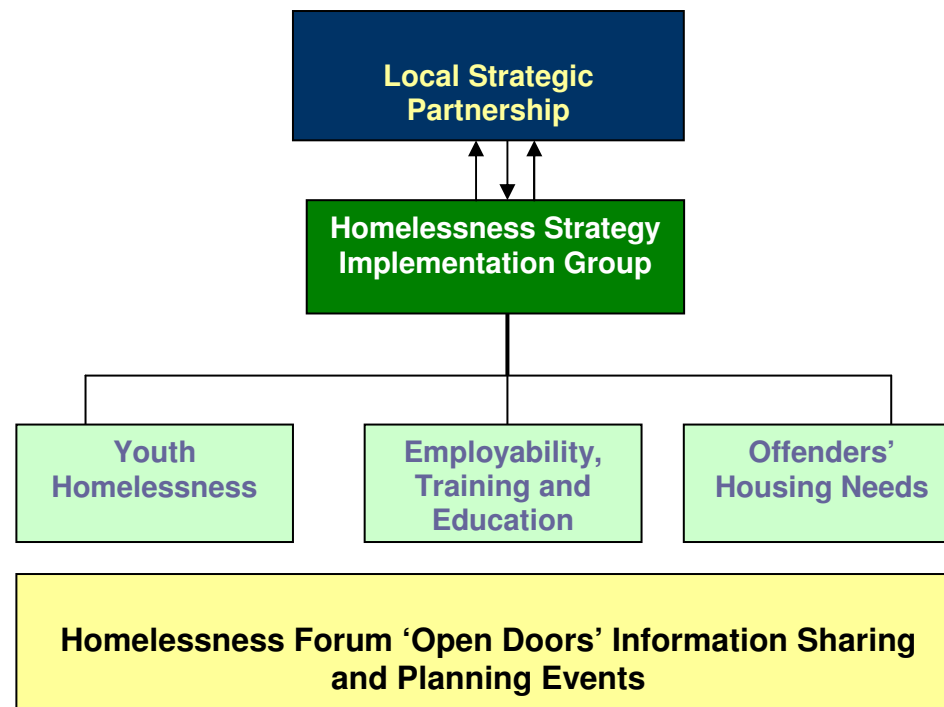 Local Strategic
Partnership
Homelessness Strategy
Implementation Group
Youth
Homelessness
Employability,
Training and
Education
Offenders’
Housing Needs
Homelessness Forum ‘Open Doors’ Information Sharing
and Planning Events